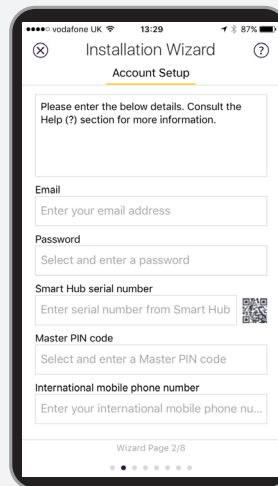 vodafone UK 13:29 87%
Installation Wizard ?
Account Setup
Please enter the below details. Consult the
Help (?) section for more information.
Email
Enter your email address
Password
Select and enter a password
Smart Hub serial number
Enter serial number from Smart Hub
Master PIN code
Select and enter a Master PIN code
International mobile phone number
Enter your international mobile phone nu...
Wizard Page 2/8